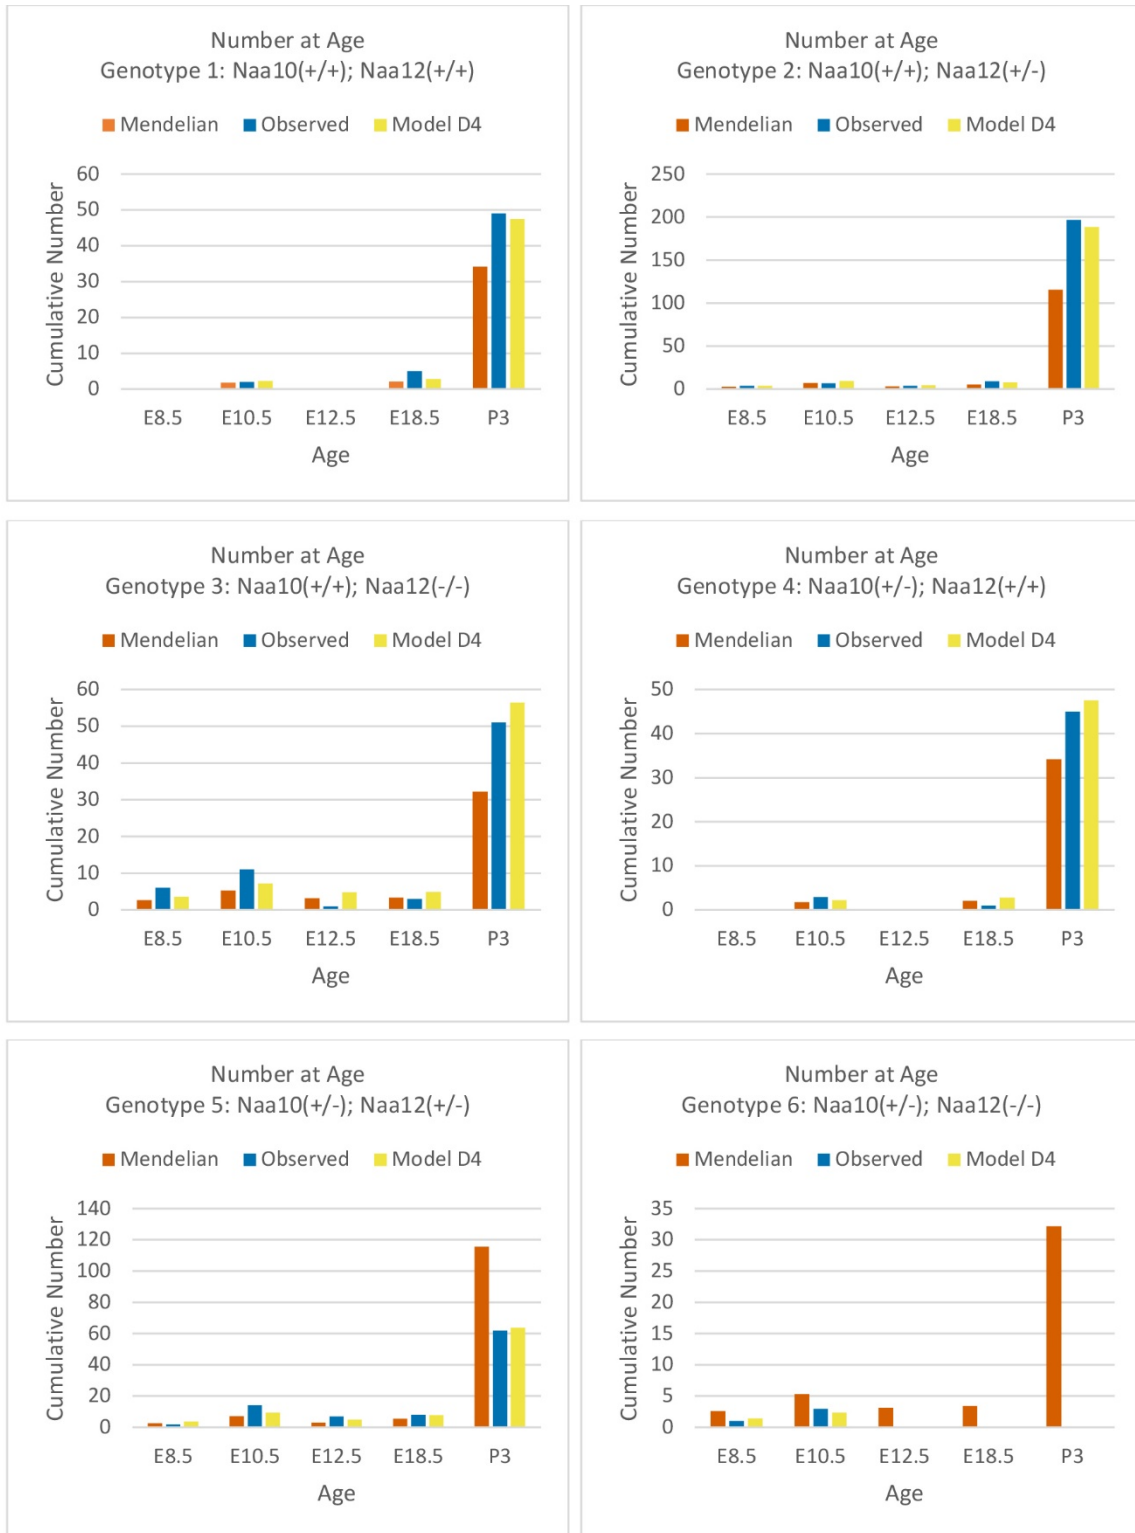 Number at Age
Genotype 1: Naa10(+/+); Naa12(+/+)
Mendelian Observed Model D4
Cumulative Number
60
50
40
30
20
10
0
E8.5 E10.5 E12.5 E18.5 P3
Age
Number at Age
Genotype 2: Naa10(+/+); Naa12(+/-)
Mendelian Observed Model D4
Cumulative Number
250
200
150
100
50
0
E8.5 E10.5 E12.5 E18.5 P3
Age
Number at Age
Genotype 3: Naa10(+/+); Naa12(-/-)
Mendelian Observed Model D4
Cumulative Number
60
50
40
30
20
10
0
E8.5 E10.5 E12.5 E18.5 P3
Age
Number at Age
Genotype 4: Naa10(+/-); Naa12(+/+)
Mendelian Observed Model D4
Cumulative Number
50
40
30
20
10
0
E8.5 E10.5 E12.5 E18.5 P3
Age
Number at Age
Genotype 5: Naa10(+/-); Naa12(+/-)
Mendelian Observed Model D4
Cumulative Number
140
120
100
80
60
40
20
0
E8.5 E10.5 E12.5 E18.5 P3
Age
Number at Age
Genotype 6: Naa10(+/-); Naa12(-/-)
Mendelian Observed Model D4
Cumulative Number
35
30
25
20
15
10
5
0
E8.5 E10.5 E12.5 E18.5 P3
Age